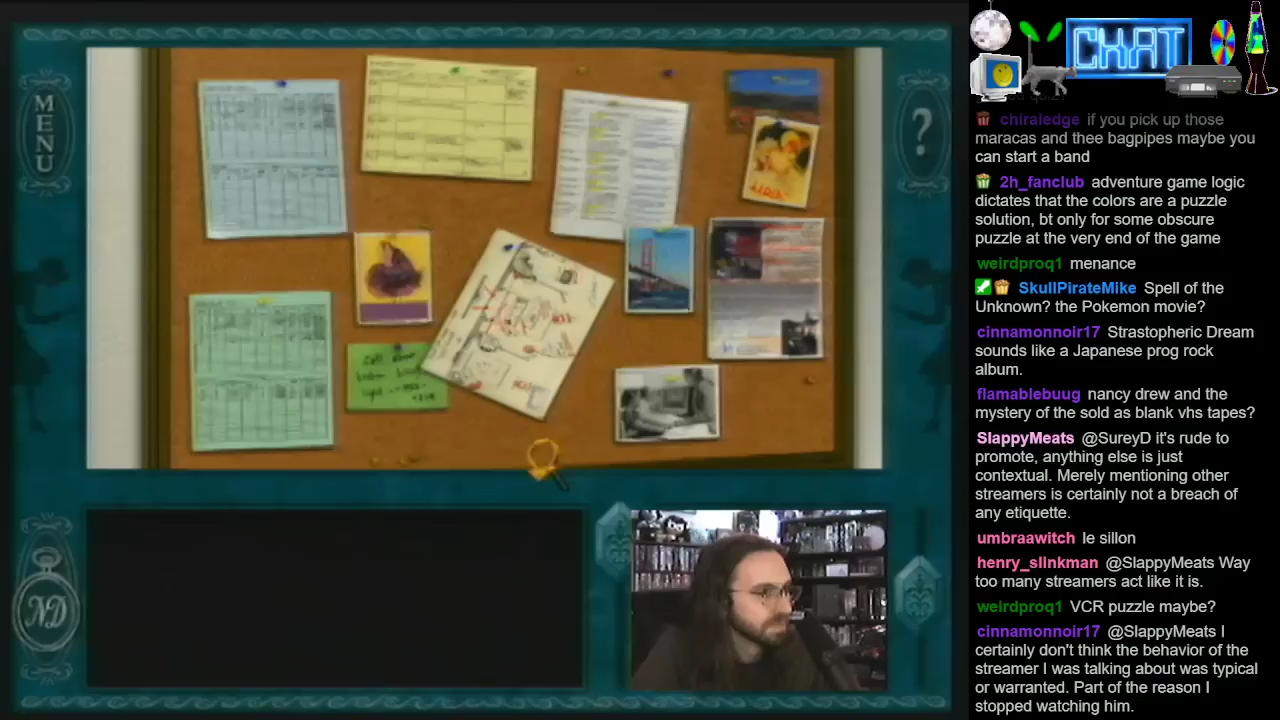 MENU
?
ND
CHAT
chiraledge if you pick up those
maracas and thee bagpipes maybe you
can start a band
2h_fanclub adventure game logic
dictates that the colors are a puzzle
solution, bt only for some obscure
puzzle at the very end of the game
weirdproq1 menance
SkullPirateMike Spell of the
Unknown? the Pokemon movie?
cinnamonnoir17 Strastopheric Dream
sounds like a Japanese prog rock
album.
flamablebuug nancy drew and the
mystery of the sold as blank vhs tapes?
SlappyMeats @SureyD it's rude to
promote, anything else is just
contextual. Merely mentioning other
streamers is certainly not a breach of
any etiquette.
umbraawitch le sillon
henry_slinkman @SlappyMeats Way
too many streamers act like it is.
weirdproq1 VCR puzzle maybe?
cinnamonnoir17 @SlappyMeats I
certainly don't think the behavior of the
streamer I was talking about was typical
or warranted. Part of the reason I
stopped watching him.